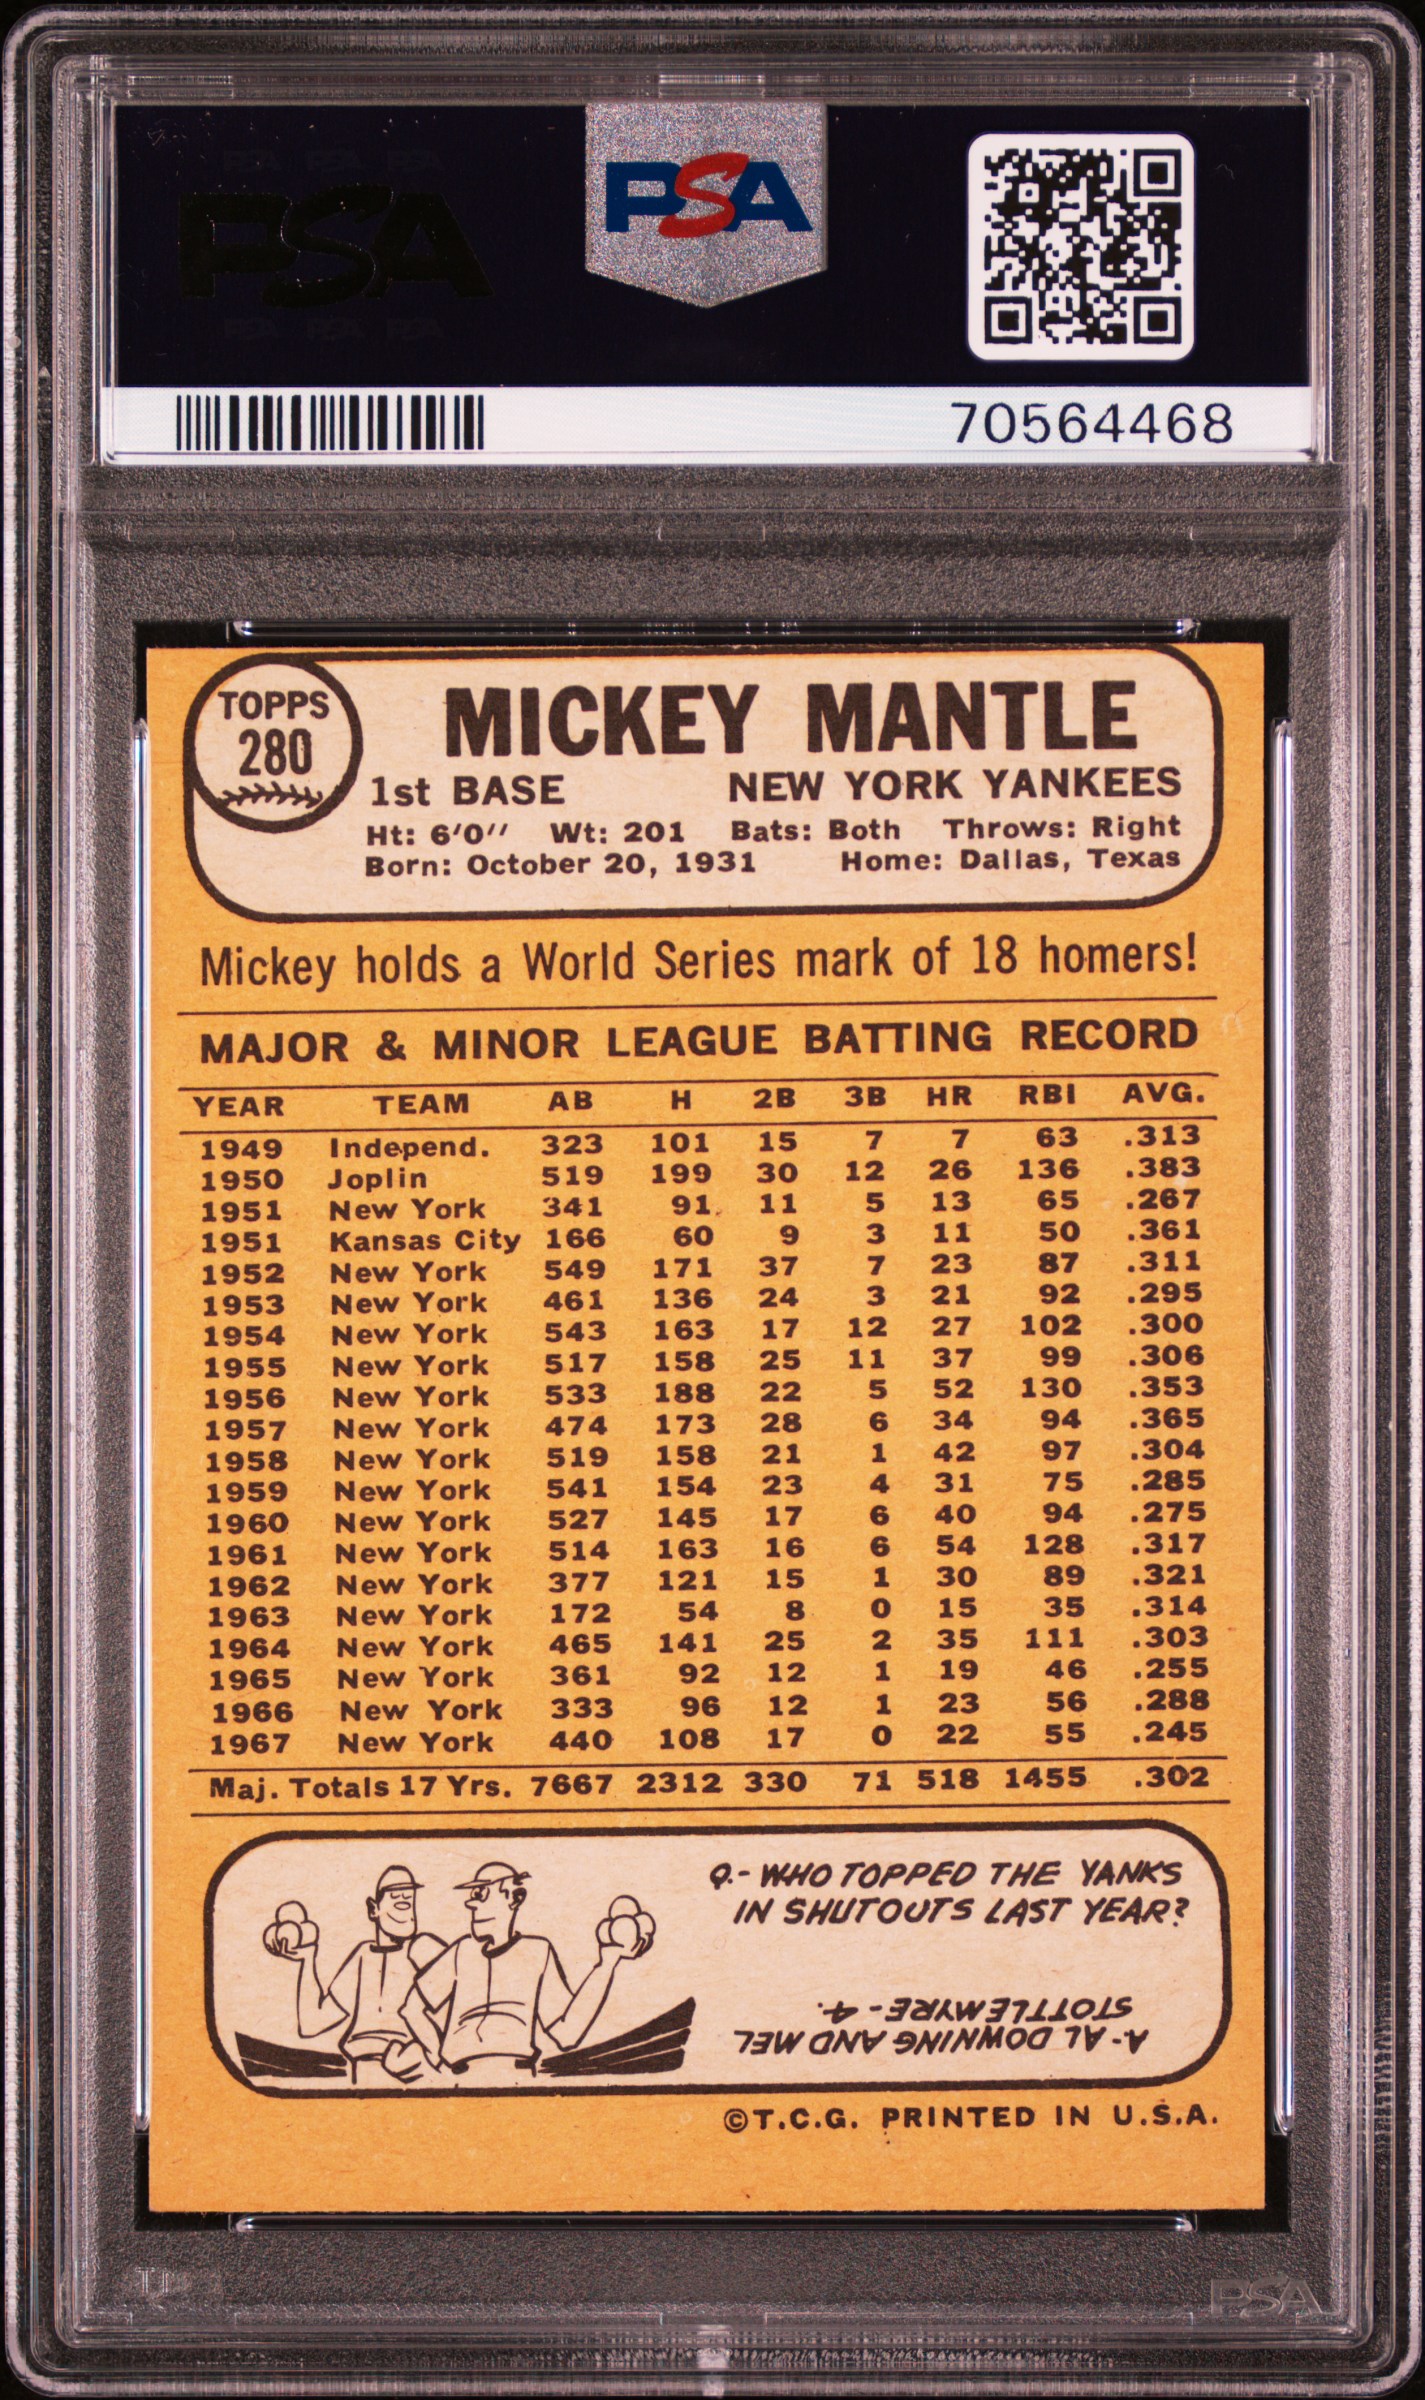 PSA PSA PSA
PSA
PSA PSA PSA
PSA
70564468
TOPPS
280
MICKEY MANTLE
1st BASE NEW YORK YANKEES
Ht: 6'0'' Wt: 201 Bats: Both Throws: Right
Born: October 20, 1931 Home: Dallas, Texas
Mickey holds a World Series mark of 18 homers!
MAJOR & MINOR LEAGUE BATTING RECORD
YEAR TEAM AB H 2B 3B HR RBI AVG.
1949 Independ. 323 101 15 7 7 63 .313
1950 Joplin 519 199 30 12 26 136 .383
1951 New York 341 91 11 5 13 65 .267
1951 Kansas City 166 60 9 3 11 50 .361
1952 New York 549 171 37 7 23 87 .311
1953 New York 461 136 24 3 21 92 .295
1954 New York 543 163 17 12 27 102 .300
1955 New York 517 158 25 11 37 99 .306
1956 New York 533 188 22 5 52 130 .353
1957 New York 474 173 28 6 34 94 .365
1958 New York 519 158 21 1 42 97 .304
1959 New York 541 154 23 4 31 75 .285
1960 New York 527 145 17 6 40 94 .275
1961 New York 514 163 16 6 54 128 .317
1962 New York 377 121 15 1 30 89 .321
1963 New York 172 54 8 0 15 35 .314
1964 New York 465 141 25 2 35 111 .303
1965 New York 361 92 12 1 19 46 .255
1966 New York 333 96 12 1 23 56 .288
1967 New York 440 108 17 0 22 55 .245
Maj. Totals 17 Yrs. 7667 2312 330 71 518 1455 .302
Q.- WHO TOPPED THE YANKS
IN SHUTOUTS LAST YEAR?
A.- AL DOWNING AND MEL
STOTTLEMYRE - 4.
©T.C.G. PRINTED IN U.S.A.
PSA